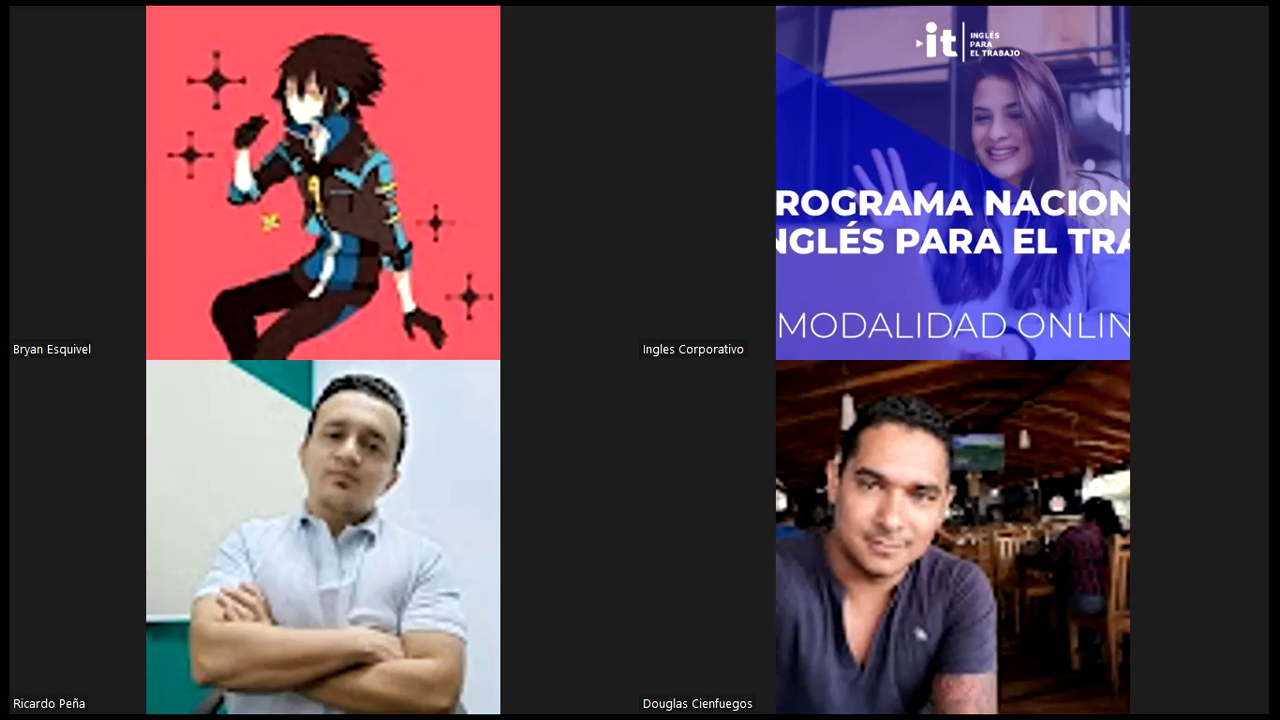 it
INGLÉS
PARA
EL TRABAJO
ROGRAMA NACION
NGLÉS PARA EL TRA
MODALIDAD ONLIN
Bryan Esquivel
Ingles Corporativo
Ricardo Peña
Douglas Cienfuegos